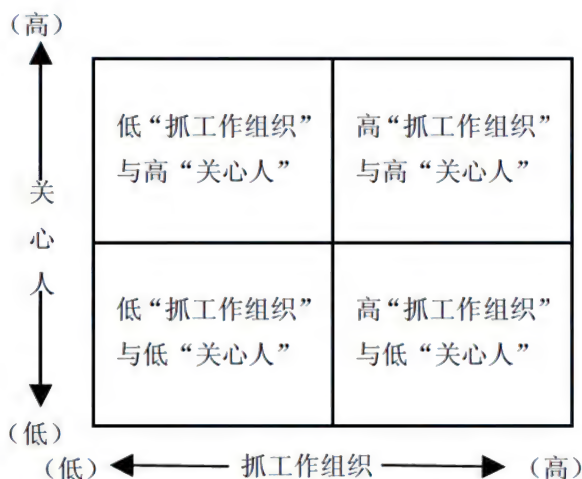 （高）
低“抓工作组织”
与高“关心人”
高“抓工作组织”
与高“关心人”
关
心
人
低“抓工作组织”
与低“关心人”
高“抓工作组织”
与低“关心人”
（低）
（低） 抓工作组织 （高）